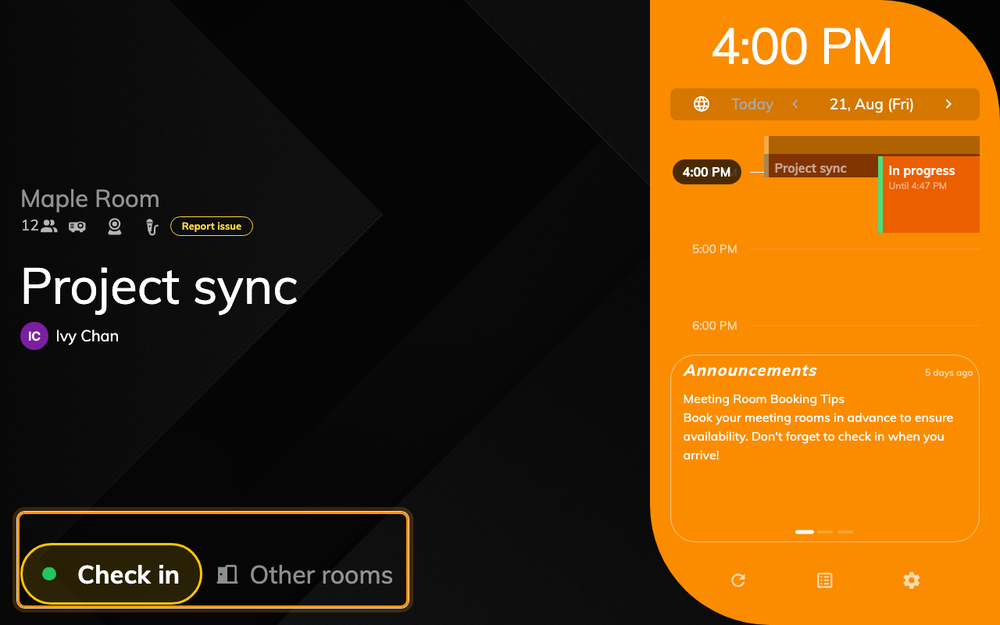 Maple Room
12
Report issue
Project sync
IC
Ivy Chan
Check in
Other rooms
4:00 PM
Today
21, Aug (Fri)
4:00 PM
Project sync
In progress
Until 4:47 PM
5:00 PM
6:00 PM
Announcements
5 days ago
Meeting Room Booking Tips
Book your meeting rooms in advance to ensure
availability. Don't forget to check in when you
arrive!